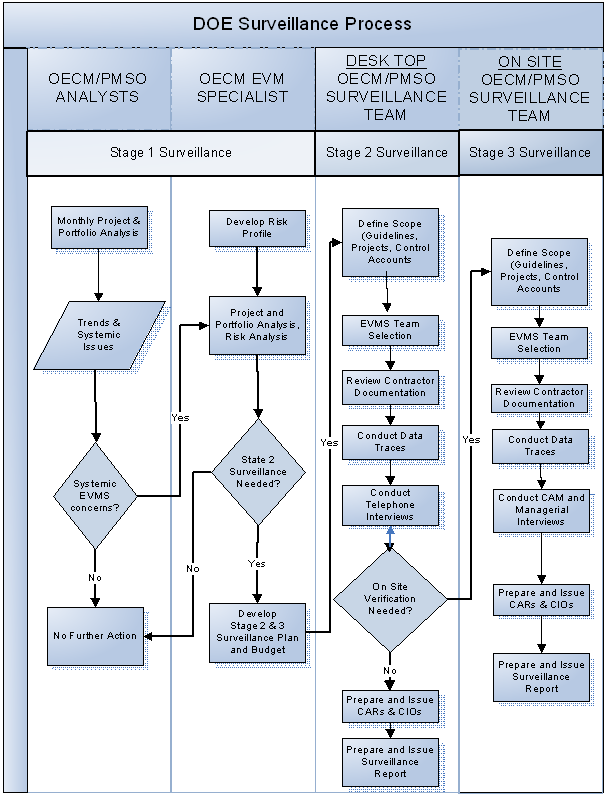 DOE Surveillance Process
OECM/PMSO
ANALYSTS
OECM EVM
SPECIALIST
DESK TOP
OECM/PMSO
SURVEILLANCE
TEAM
ON SITE
OECM/PMSO
SURVEILLANCE
TEAM
Stage 1 Surveillance
Stage 2 Surveillance
Stage 3 Surveillance
Monthly Project &
Portfolio Analysis
Trends &
Systemic
Issues
Systemic
EVMS
concerns?
Yes
No
No Further Action
Develop Risk
Profile
Project and
Portfolio Analysis,
Risk Analysis
State 2
Surveillance
Needed?
No
Yes
Develop
Stage 2 & 3
Surveillance Plan
and Budget
Yes
Define Scope
(Guidelines,
Projects, Control
Accounts
EVMS Team
Selection
Review Contractor
Documentation
Conduct Data
Traces
Conduct
Telephone
Interviews
On Site
Verification
Needed?
No
Prepare and Issue
CARs & CIOs
Prepare and Issue
Surveillance
Report
Yes
Define Scope
(Guidelines,
Projects, Control
Accounts
EVMS Team
Selection
Review Contractor
Documentation
Conduct Data
Traces
Conduct CAM and
Managerial
Interviews
Prepare and Issue
CARs & CIOs
Prepare and Issue
Surveillance
Report